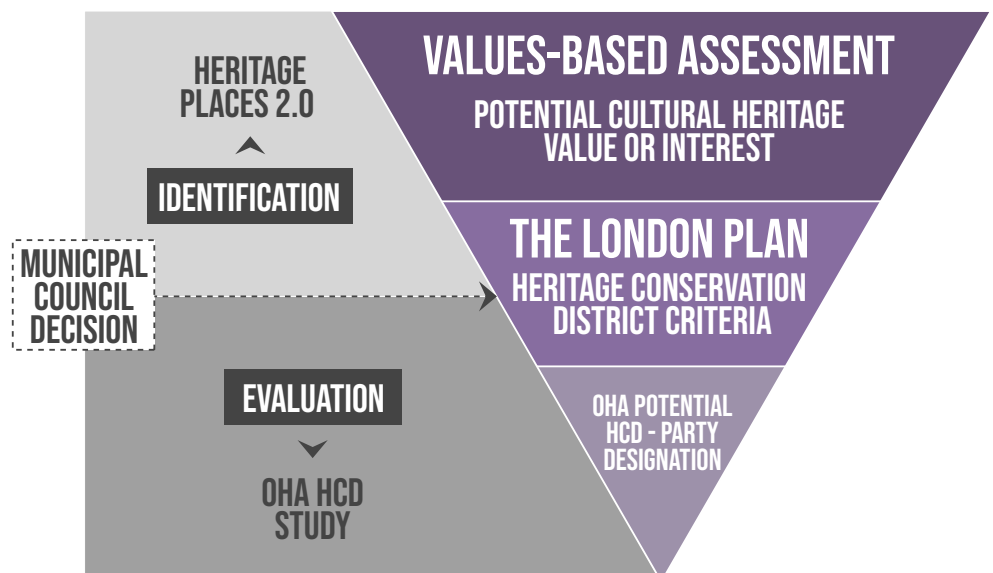 HERITAGE
PLACES 2.0
IDENTIFICATION
MUNICIPAL
COUNCIL
DECISION
EVALUATION
OHA HCD
STUDY
VALUES-BASED ASSESSMENT
POTENTIAL CULTURAL HERITAGE
VALUE OR INTEREST
THE LONDON PLAN
HERITAGE CONSERVATION
DISTRICT CRITERIA
OHA POTENTIAL
HCD - PARTY
DESIGNATION